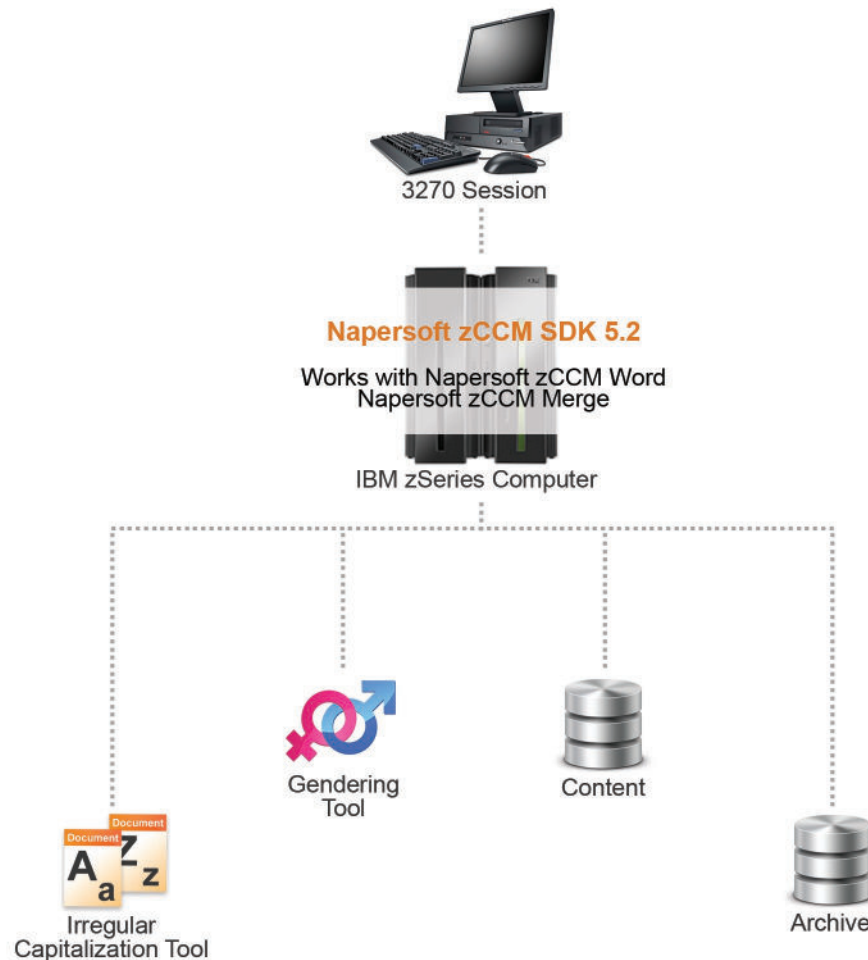 3270 Session
Napersoft zCCM SDK 5.2
Works with Napersoft zCCM Word
Napersoft zCCM Merge
IBM zSeries Computer
Gendering
Tool
Content
Document
Document
A a
Z z
Irregular
Capitalization Tool
Archive